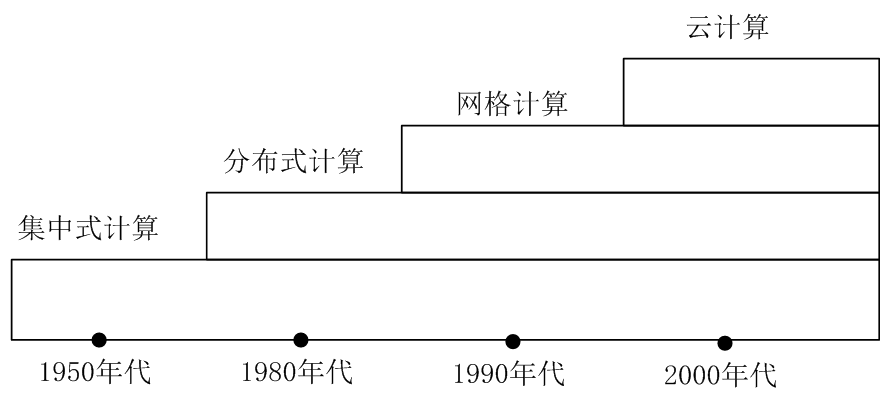 云计算
网格计算
分布式计算
集中式计算
1950年代
1980年代
1990年代
2000年代